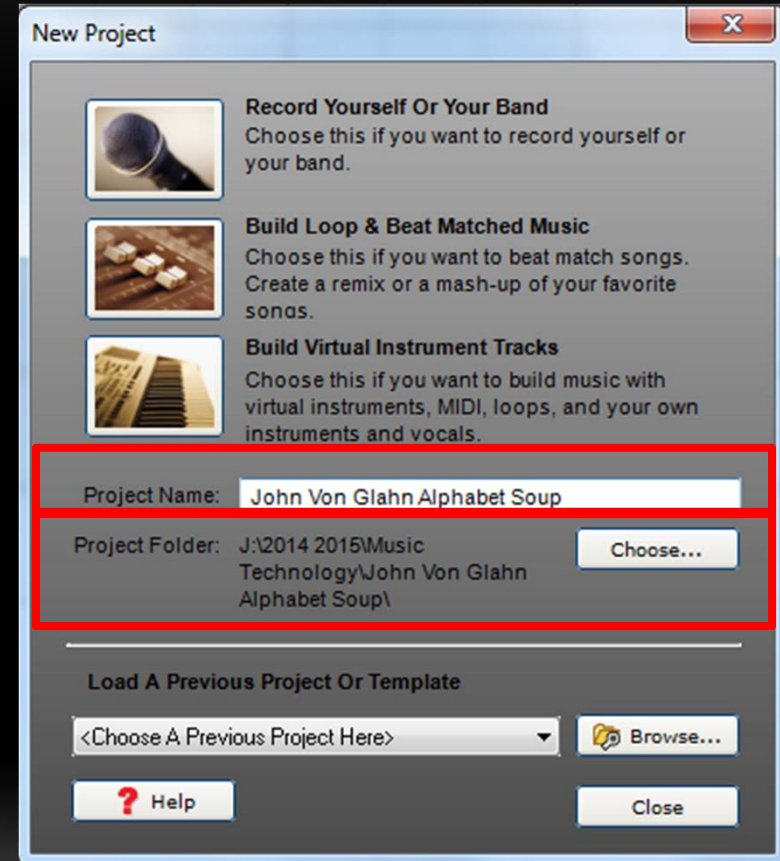 New Project
Record Yourself Or Your Band
Choose this if you want to record yourself or
your band.
Build Loop & Beat Matched Music
Choose this if you want to beat match songs.
Create a remix or a mash-up of your favorite
songs.
Build Virtual Instrument Tracks
Choose this if you want to build music with
virtual instruments, MIDI, loops, and your own
instruments and vocals.
Project Name: John Von Glahn Alphabet Soup
Project Folder: J:\2014 2015\Music Choose...
Technology\John Von Glahn
Alphabet Soup\
Load A Previous Project Or Template
<Choose A Previous Project Here> Browse...
? Help Close